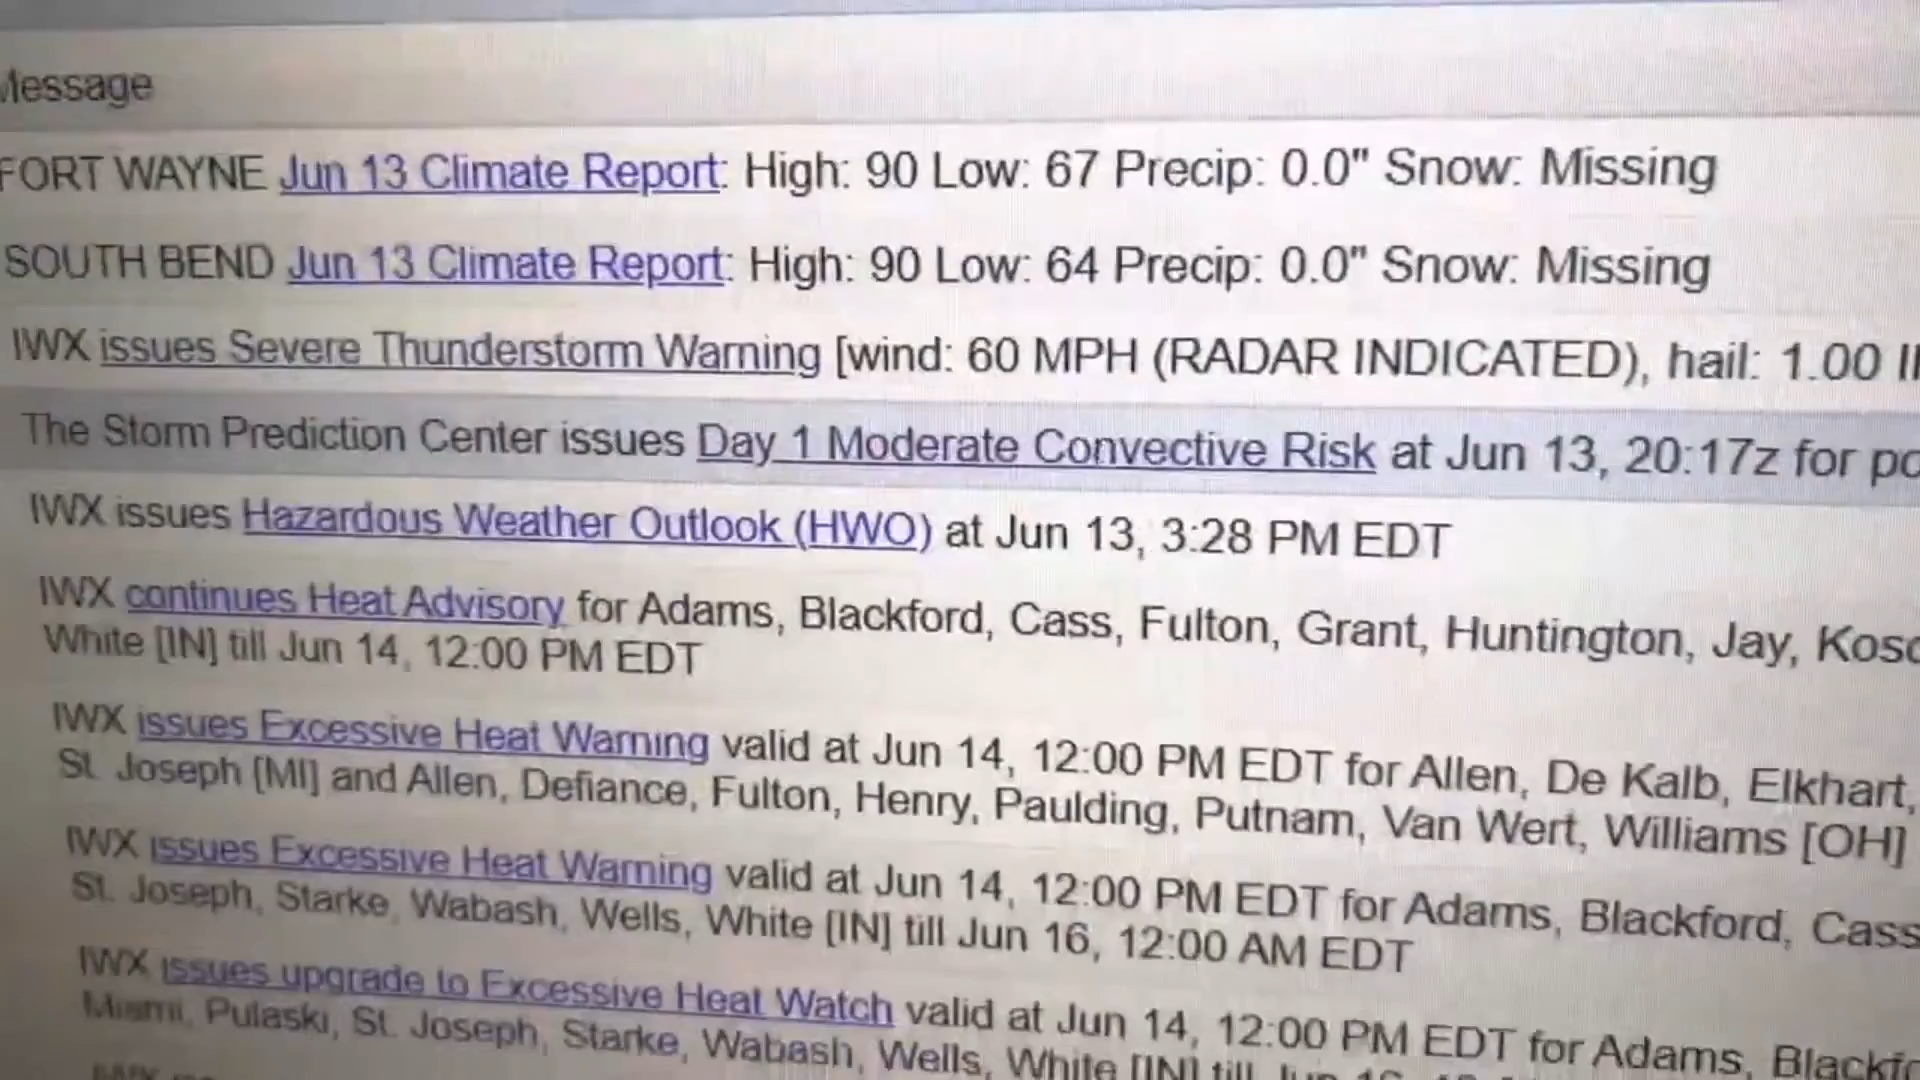 Message
FORT WAYNE Jun 13 Climate Report: High: 90 Low: 67 Precip: 0.0" Snow: Missing
SOUTH BEND Jun 13 Climate Report: High: 90 Low: 64 Precip: 0.0" Snow: Missing
IWX issues Severe Thunderstorm Warning [wind: 60 MPH (RADAR INDICATED), hail: 1.00
The Storm Prediction Center issues Day 1 Moderate Convective Risk at Jun 13, 20:17z for
IWX issues Hazardous Weather Outlook (HWO) at Jun 13, 3:28 PM EDT
IWX continues Heat Advisory for Adams, Blackford, Cass, Fulton, Grant, Huntington, Jay,
White [IN] till Jun 14, 12:00 PM EDT
IWX issues Excessive Heat Warning valid at Jun 14, 12:00 PM EDT for Allen, De Kalb, Elkhart,
St. Joseph [MI] and Allen, Defiance, Fulton, Henry, Paulding, Putnam, Van Wert, Williams [OH]
IWX issues Excessive Heat Warning valid at Jun 14, 12:00 PM EDT for Adams, Blackford, Cass
St. Joseph, Starke, Wabash, Wells, White [IN] till Jun 16, 12:00 AM EDT
IWX issues upgrade to Excessive Heat Watch valid at Jun 14, 12:00 PM EDT for Adams,
Miami, Pulaski, St. Joseph, Starke, Wabash, Wells, White [IN] till Jun